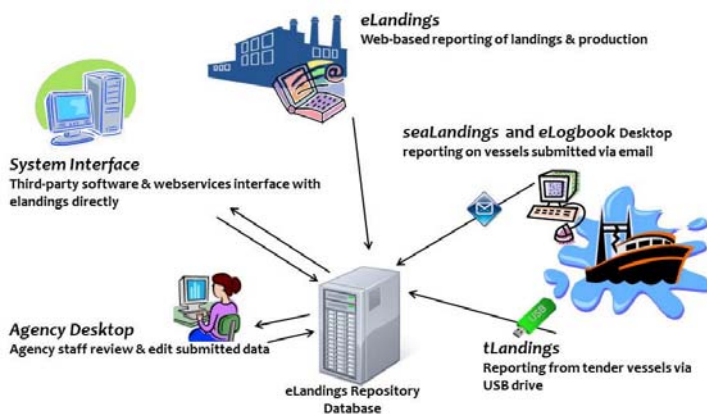 eLandings
Web-based reporting of landings & production
seaLandings and eLogbook Desktop
reporting on vessels submitted via email
System Interface
Third-party software & webservices interface with
elandings directly
USB
Agency Desktop
Agency staff review & edit submitted data
tLandings
Reporting from tender vessels via
USB drive
eLandings Repository
Database